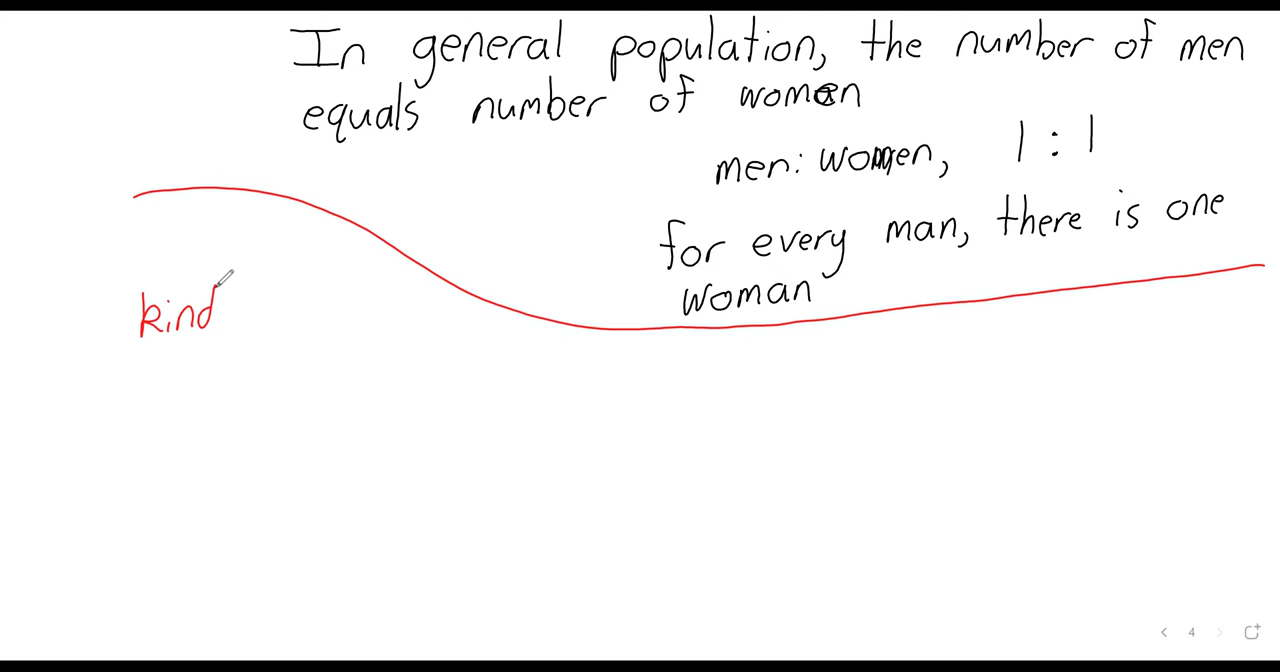 In general population, the number of men
equals number of women
men: women, 1 : 1
for every man, there is one
woman
kind
4